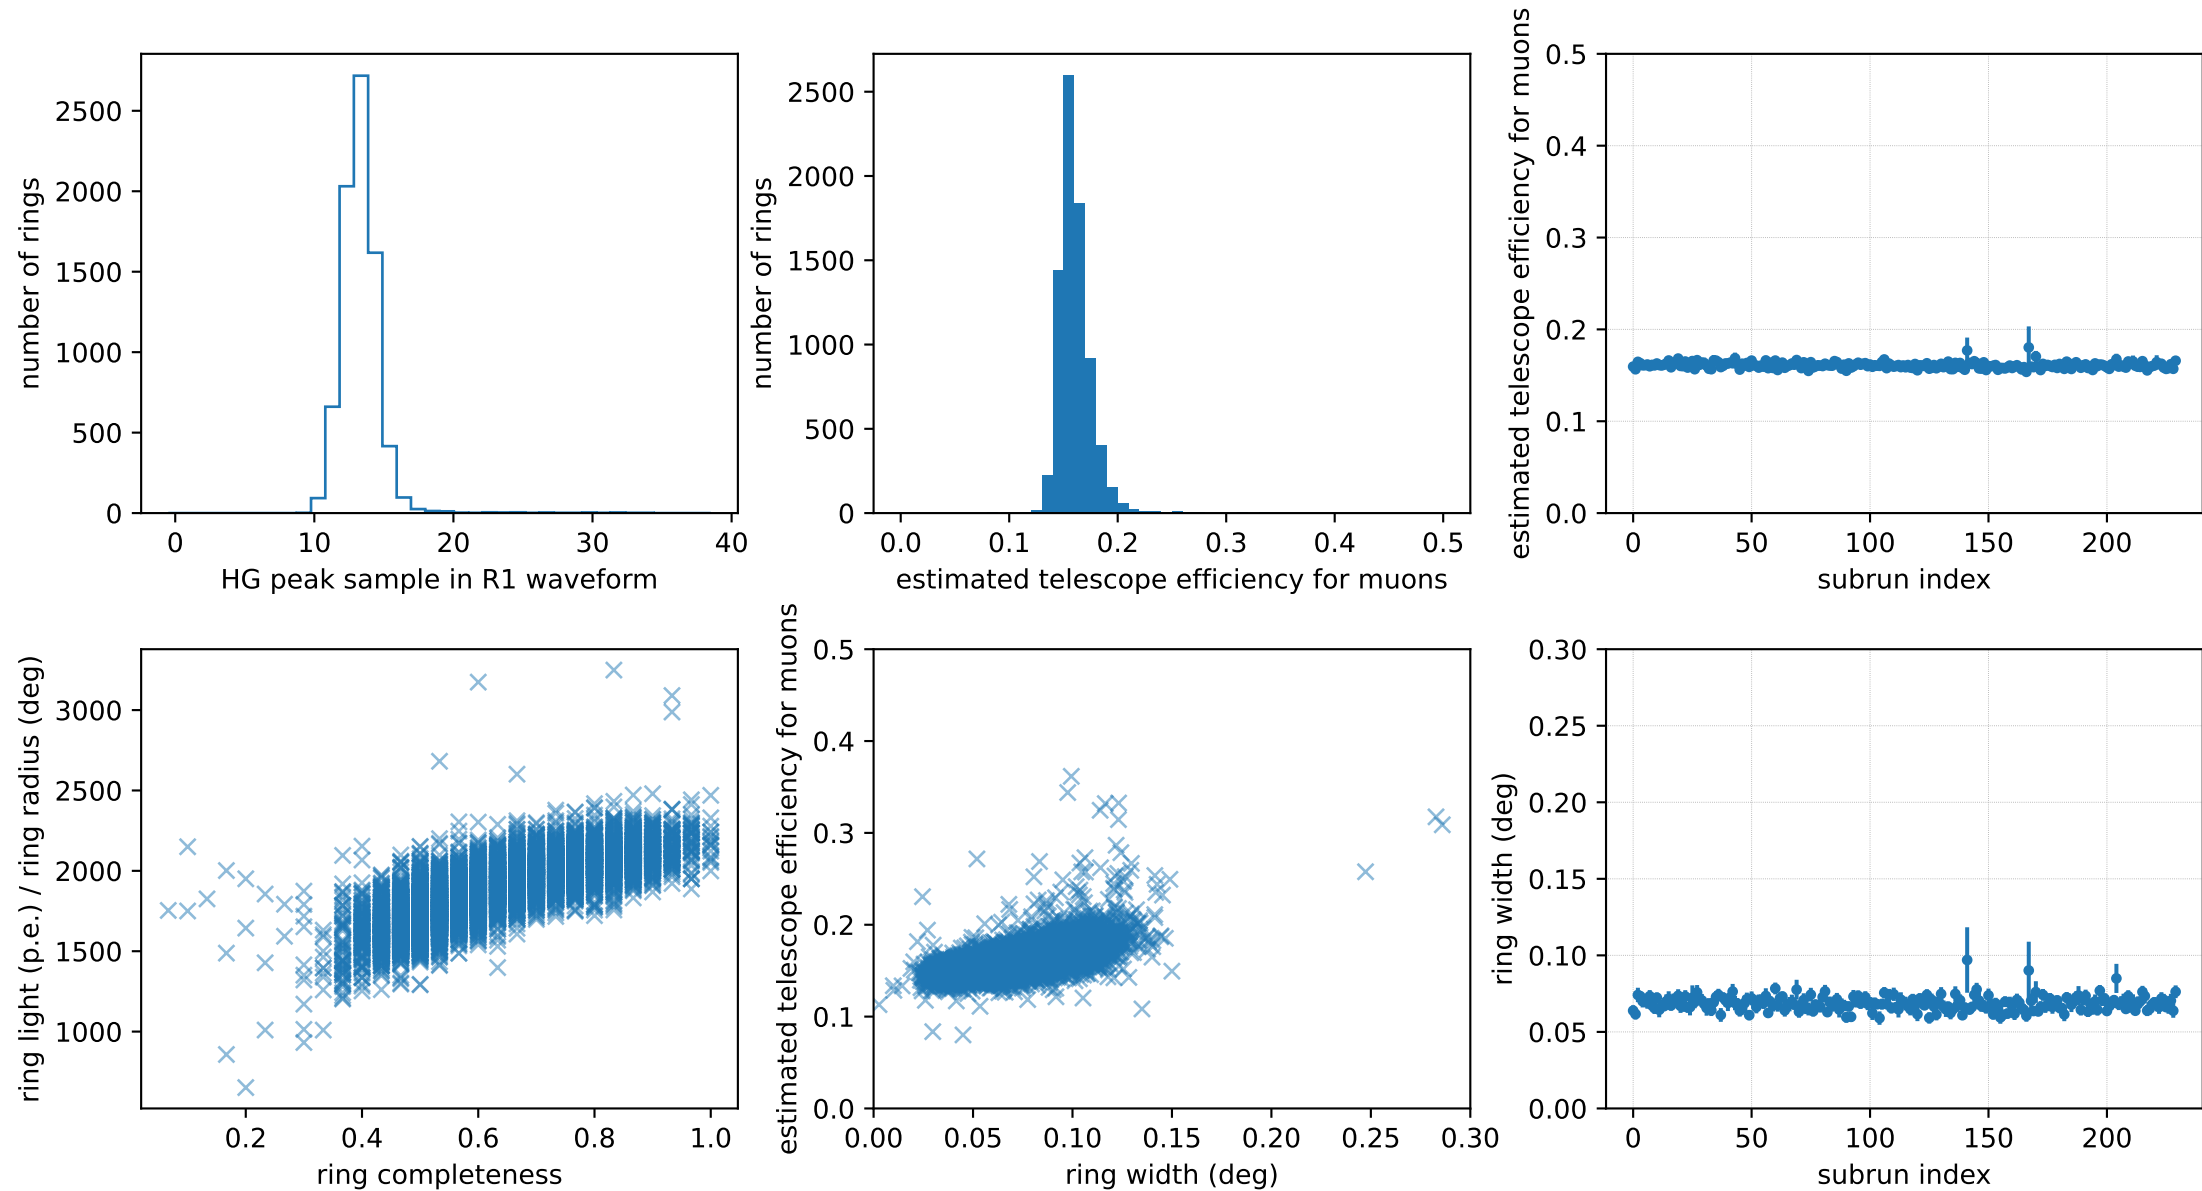 number of rings
2500
2000
1500
1000
500
0
0 10 20 30 40
HG peak sample in R1 waveform
number of rings
2500
2000
1500
1000
500
0
0.0 0.1 0.2 0.3 0.4 0.5
estimated telescope efficiency for muons
estimated telescope efficiency for muons
0.5
0.4
0.3
0.2
0.1
0.0
0 50 100 150 200
subrun index
ring light (p.e.) / ring radius (deg)
3000
2500
2000
1500
1000
0.2 0.4 0.6 0.8 1.0
ring completeness
estimated telescope efficiency for muons
0.5
0.4
0.3
0.2
0.1
0.0
0.00 0.05 0.10 0.15 0.20 0.25 0.30
ring width (deg)
ring width (deg)
0.30
0.25
0.20
0.15
0.10
0.05
0.00
0 50 100 150 200
subrun index